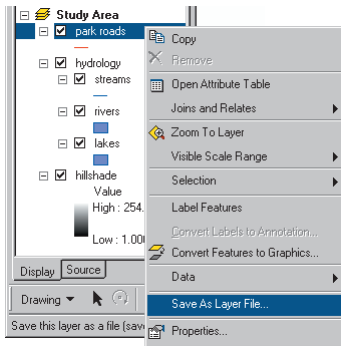 Study Area
park roads
hydrology
streams
rivers
lakes
hillshade
Value
High : 254.
Low : 1.00
Display
Source
Drawing
Save this layer as a file (sav
Copy
Remove
Open Attribute Table
Joins and Relates
Zoom To Layer
Visible Scale Range
Selection
Label Features
Convert Labels to Annotation...
Convert Features to Graphics...
Data
Save As Layer File...
Properties...